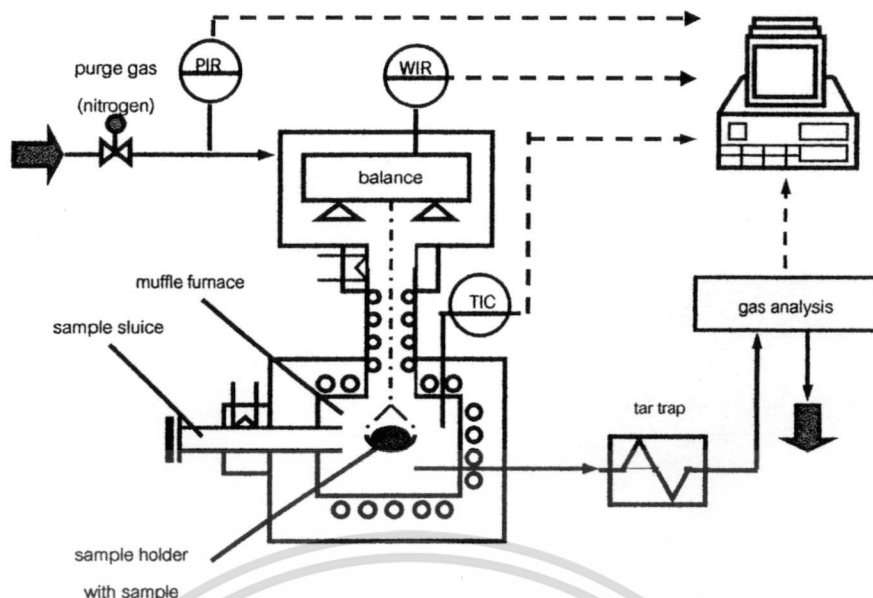 purge gas
(nitrogen)
PIR
WIR
balance
muffle furnace
TIC
sample sluice
gas analysis
tar trap
sample holder
with sample